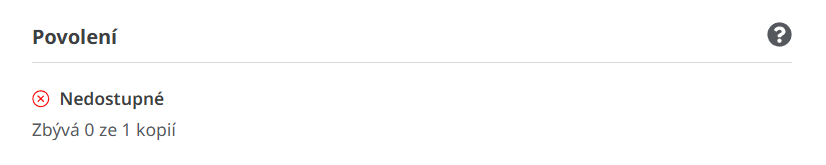 Povolení
Nedostupné
Zbývá 0 ze 1 kopií